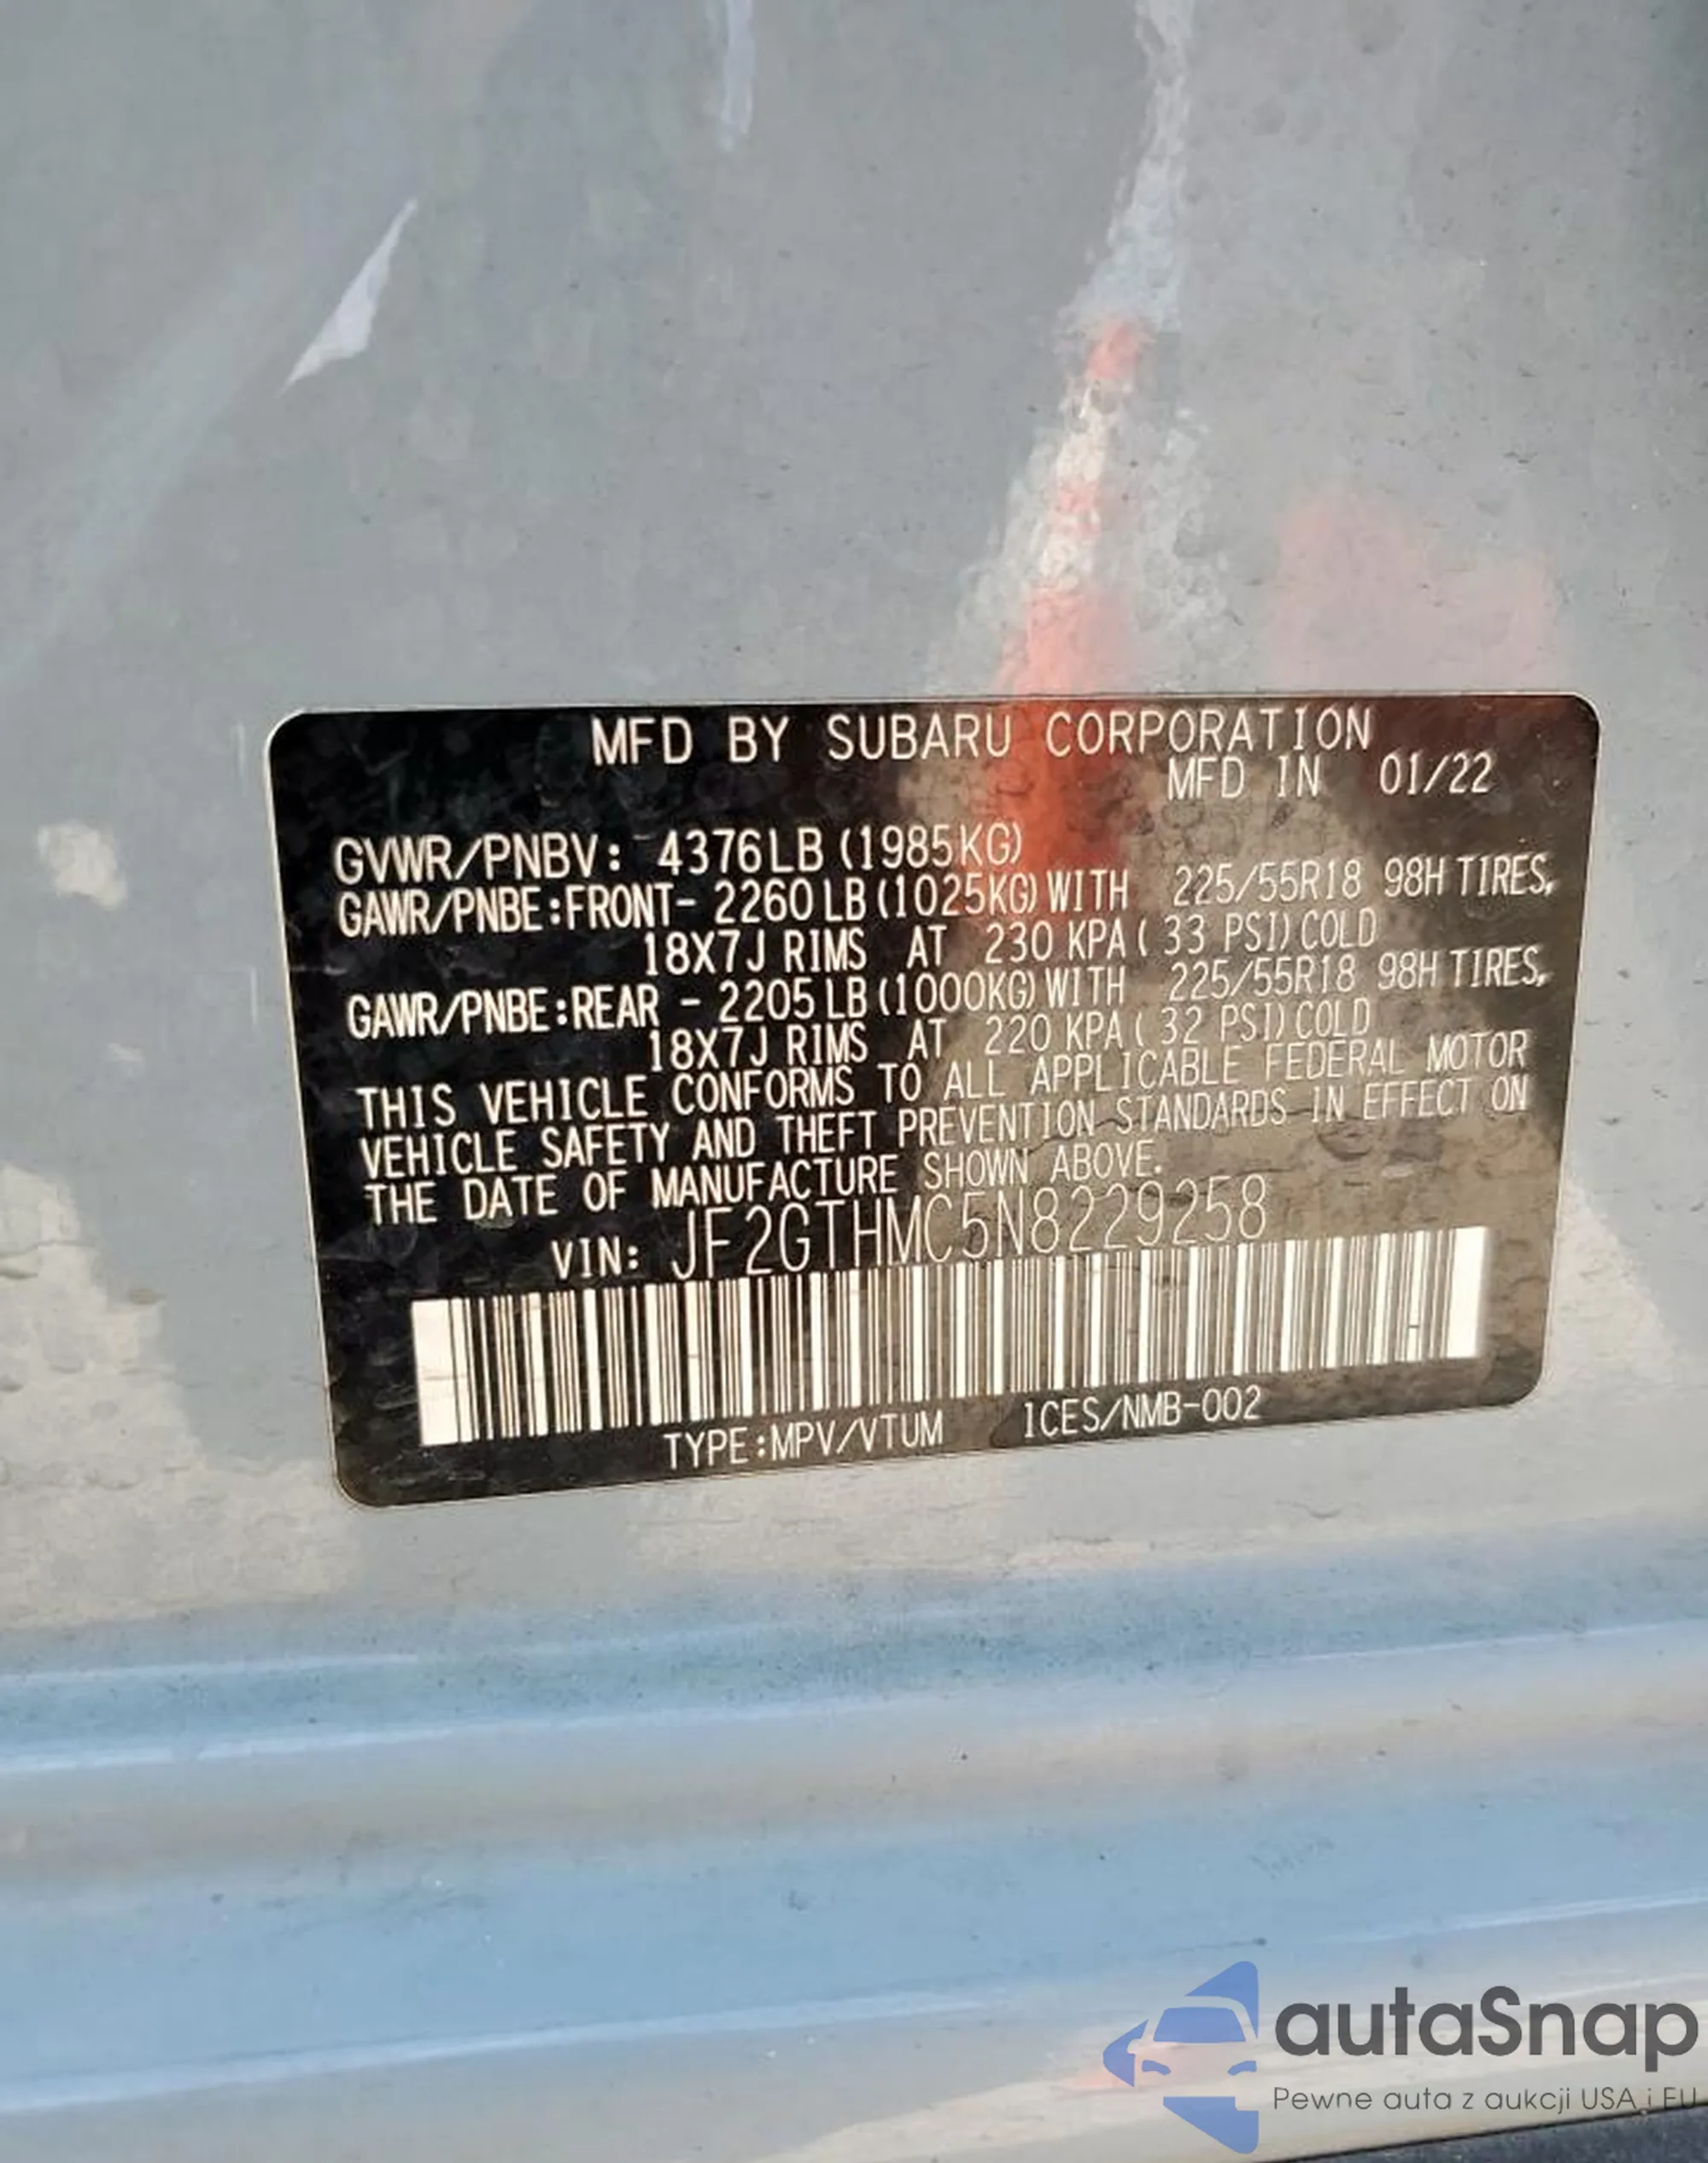 MFD BY SUBARU CORPORATION
MFD IN 01/22
GVWR/PNBV: 4376LB (1985KG)
GAWR/PNBE:FRONT- 2260LB (1025KG) WITH 225/55R18 98H TIRES,
18X7J RIMS AT 230 KPA ( 33 PSI) COLD
GAWR/PNBE:REAR - 2205LB (1000KG) WITH 225/55R18 98H TIRES,
18X7J RIMS AT 220 KPA ( 32 PSI) COLD
THIS VEHICLE CONFORMS TO ALL APPLICABLE FEDERAL MOTOR
VEHICLE SAFETY AND THEFT PREVENTION STANDARDS IN EFFECT ON
THE DATE OF MANUFACTURE SHOWN ABOVE.
VIN: JF2GTHMC5N8229258
TYPE:MPV/VTUM ICES/NMB-002
autaSnap
Pewne auta z aukcji USA i EU